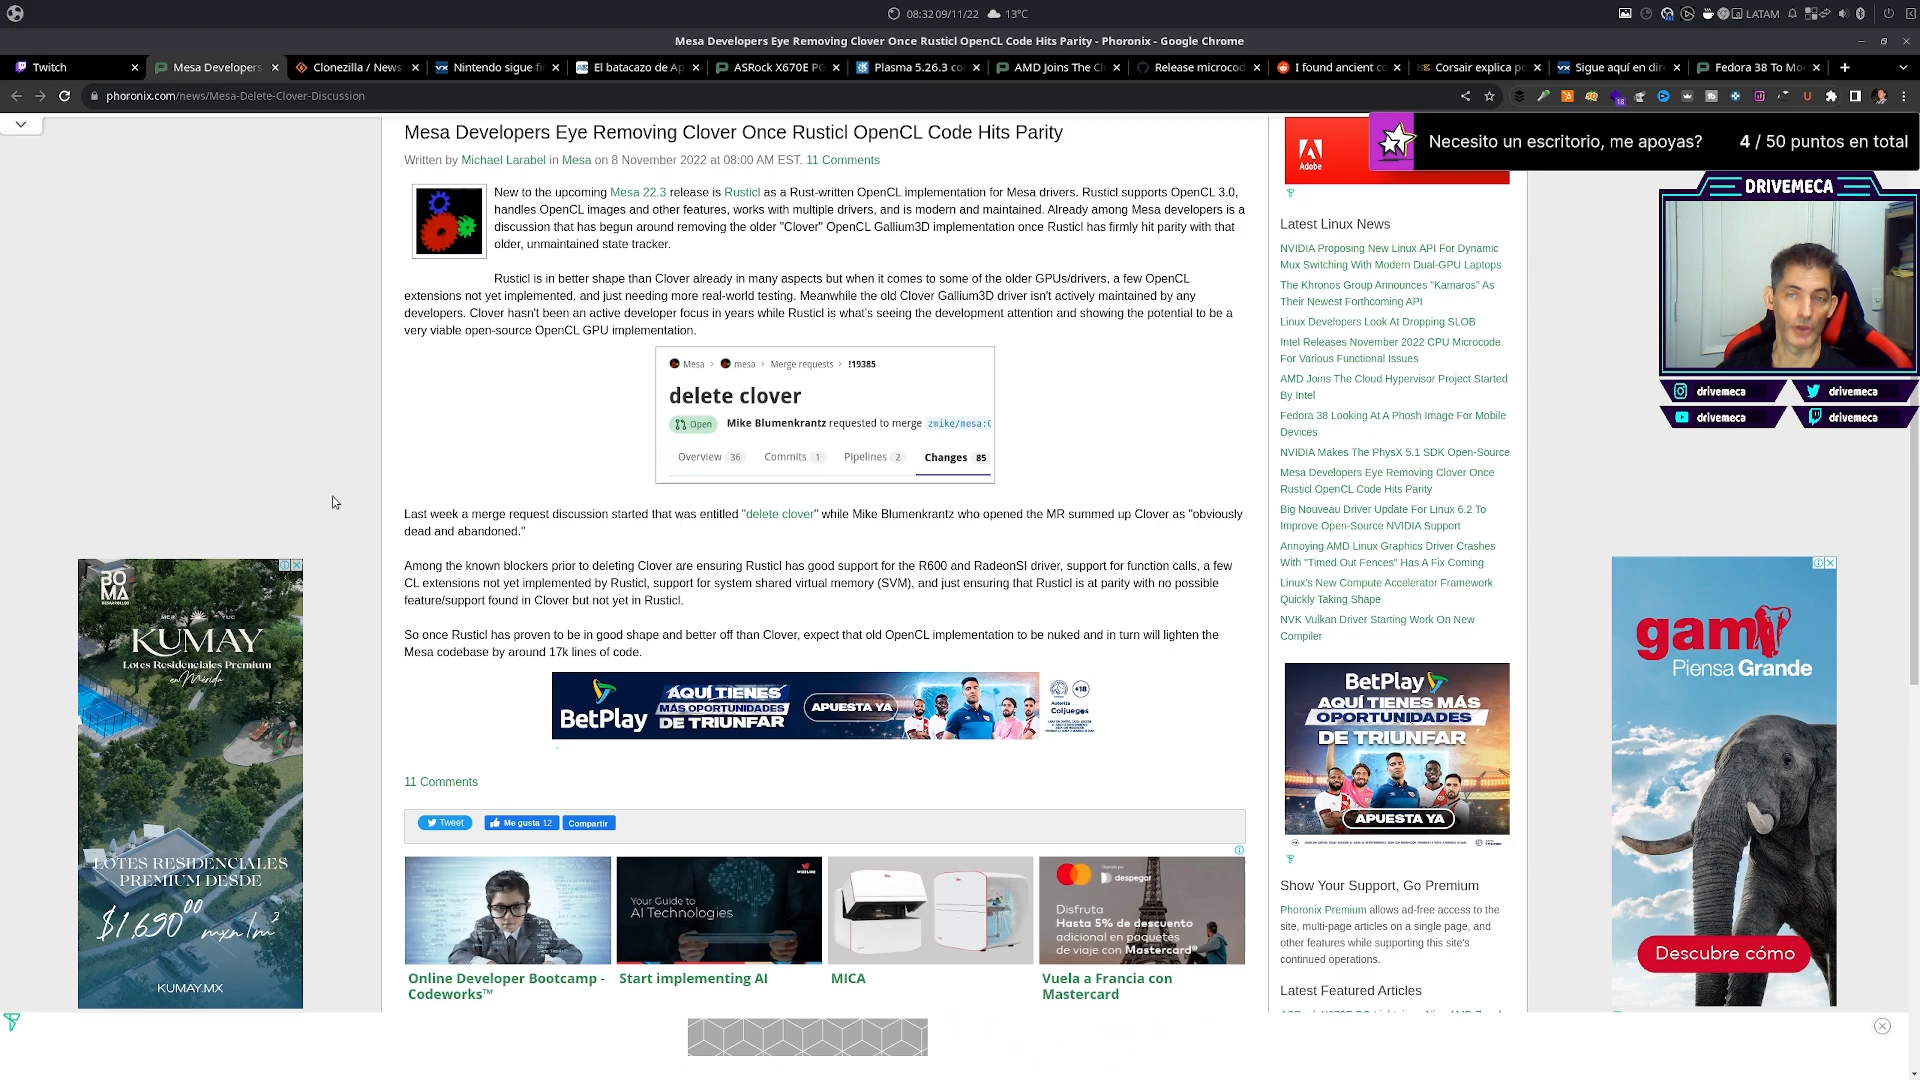 08:32 09/11/22 13°C
LATAM
Mesa Developers Eye Removing Clover Once Rusticl OpenCL Code Hits Parity - Phoronix - Google Chrome
Twitch
Mesa Developers
Clonezilla / News
Nintendo sigue fi
El batacazo de Ap
ASRock X670E PG
Plasma 5.26.3 co
AMD Joins The Cl
Release microcod
I found ancient c
Corsair explica po
Sigue aquí en dire
Fedora 38 To Mo
phoronix.com/news/Mesa-Delete-Clover-Discussion
18
Mesa Developers Eye Removing Clover Once Rusticl OpenCL Code Hits Parity
Written by Michael Larabel in Mesa on 8 November 2022 at 08:00 AM EST. 11 Comments
New to the upcoming Mesa 22.3 release is Rusticl as a Rust-written OpenCL implementation for Mesa drivers. Rusticl supports OpenCL 3.0,
handles OpenCL images and other features, works with multiple drivers, and is modern and maintained. Already among Mesa developers is a
discussion that has begun around removing the older "Clover" OpenCL Gallium3D implementation once Rusticl has firmly hit parity with that
older, unmaintained state tracker.
Rusticl is in better shape than Clover already in many aspects but when it comes to some of the older GPUs/drivers, a few OpenCL
extensions not yet implemented, and just needing more real-world testing. Meanwhile the old Clover Gallium3D driver isn't actively maintained by any
developers. Clover hasn't been an active developer focus in years while Rusticl is what's seeing the development attention and showing the potential to be a
very viable open-source OpenCL GPU implementation.
Mesa > mesa > Merge requests > !19385
delete clover
Open Mike Blumenkrantz requested to merge zmike/mesa:c
Overview 36 Commits 1 Pipelines 2 Changes 85
Last week a merge request discussion started that was entitled "delete clover" while Mike Blumenkrantz who opened the MR summed up Clover as "obviously
dead and abandoned."
Among the known blockers prior to deleting Clover are ensuring Rusticl has good support for the R600 and RadeonSI driver, support for function calls, a few
CL extensions not yet implemented by Rusticl, support for system shared virtual memory (SVM), and just ensuring that Rusticl is at parity with no possible
feature/support found in Clover but not yet in Rusticl.
So once Rusticl has proven to be in good shape and better off than Clover, expect that old OpenCL implementation to be nuked and in turn will lighten the
Mesa codebase by around 17k lines of code.
BetPlay
AQUÍ TIENES
MÁS OPORTUNIDADES
DE TRIUNFAR
APUESTA YA
+18
Autoriza
Coljuegos
11 Comments
Tweet
Me gusta 12
Compartir
Your Guide to
AI Technologies
despegar
Disfruta
Hasta 5% de descuento
adicional en paquetes
de viaje con Mastercard®
Online Developer Bootcamp -
Codeworks™
Start implementing AI
MICA
Vuela a Francia con
Mastercard
Adobe
Necesito un escritorio, me apoyas? 4 / 50 puntos en total
DRIVEMECA
drivemeca
drivemeca
drivemeca
drivemeca
Latest Linux News
NVIDIA Proposing New Linux API For Dynamic
Mux Switching With Modern Dual-GPU Laptops
The Khronos Group Announces "Kamaros" As
Their Newest Forthcoming API
Linux Developers Look At Dropping SLOB
Intel Releases November 2022 CPU Microcode
For Various Functional Issues
AMD Joins The Cloud Hypervisor Project Started
By Intel
Fedora 38 Looking At A Phosh Image For Mobile
Devices
NVIDIA Makes The PhysX 5.1 SDK Open-Source
Mesa Developers Eye Removing Clover Once
Rusticl OpenCL Code Hits Parity
Big Nouveau Driver Update For Linux 6.2 To
Improve Open-Source NVIDIA Support
Annoying AMD Linux Graphics Driver Crashes
With "Timed Out Fences" Has A Fix Coming
Linux's New Compute Accelerator Framework
Quickly Taking Shape
NVK Vulkan Driver Starting Work On New
Compiler
BetPlay
AQUÍ TIENES MÁS
OPORTUNIDADES
DE TRIUNFAR
APUESTA YA
Show Your Support, Go Premium
Phoronix Premium allows ad-free access to the
site, multi-page articles on a single page, and
other features while supporting this site's
continued operations.
Latest Featured Articles
BOMA
DESARROLLOS
KUMAY
Lotes Residenciales Premium
en Mérida
LOTES RESIDENCIALES
PREMIUM DESDE
$1,690.00 mxn/m²
KUMAY.MX
gam
Piensa Grande
Descubre cómo